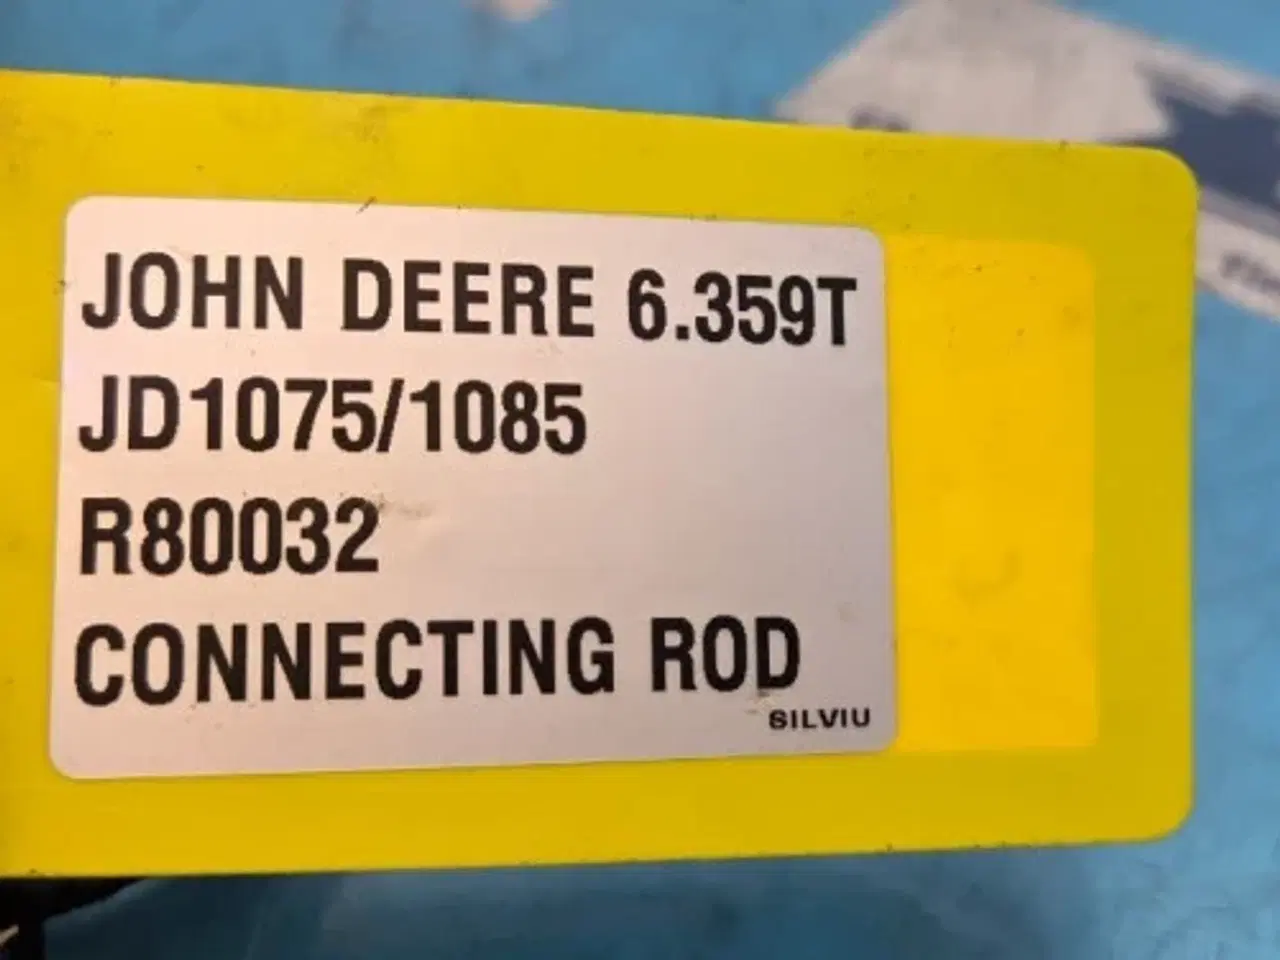 JOHN DEERE 6.359T
JD1075/1085
R80032
CONNECTING ROD
SILVIU